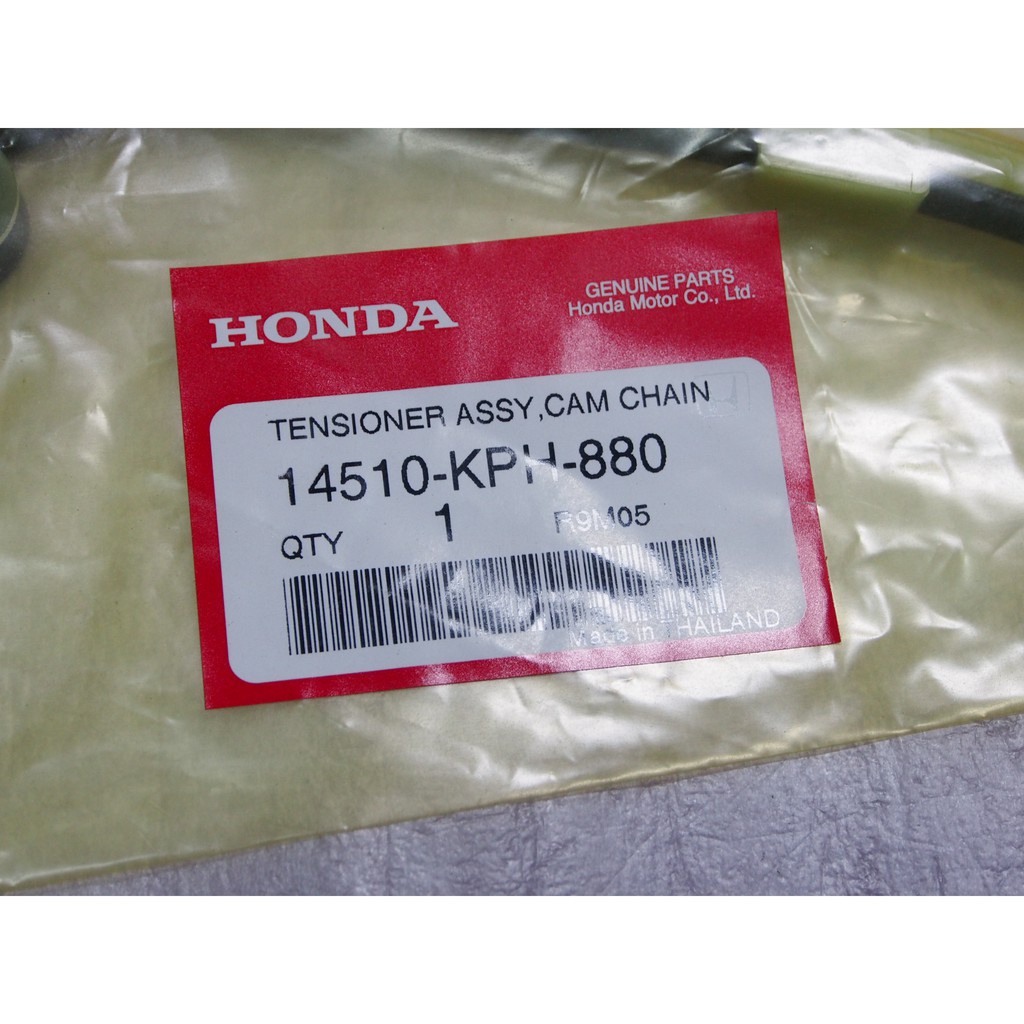 HONDA
GENUINE PARTS
Honda Motor Co., Ltd.
TENSIONER ASSY,CAM CHAIN
14510-KPH-880
QTY 1 R9M05
Made in THAILAND